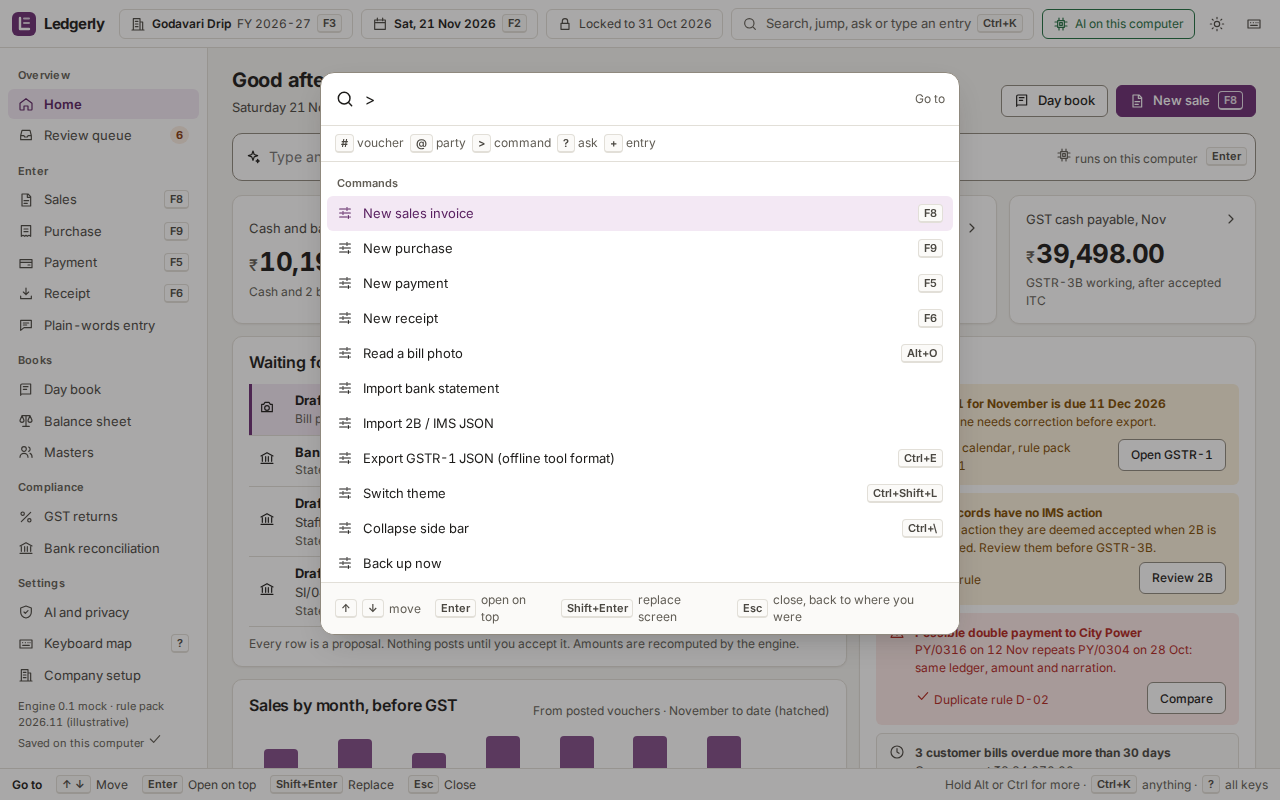 Ledgerly
Godavari Drip FY 2026-27 F3
Sat, 21 Nov 2026 F2
Locked to 31 Oct 2026
Search, jump, ask or type an entry Ctrl+K
AI on this computer
Overview
Home
Review queue 6
Enter
Sales F8
Purchase F9
Payment F5
Receipt F6
Plain-words entry
Books
Day book
Balance sheet
Masters
Compliance
GST returns
Bank reconciliation
Settings
AI and privacy
Keyboard map ?
Company setup
Engine 0.1 mock · rule pack
2026.11 (illustrative)
Saved on this computer
Good
Saturday 21
Day book
New sale F8
Type
runs on this computer Enter
Cash and
₹10,19
Cash and 2
GST cash payable, Nov
₹39,498.00
GSTR-3B working, after accepted
ITC
>
Go to
# voucher @ party > command ? ask + entry
Commands
New sales invoice F8
New purchase F9
New payment F5
New receipt F6
Read a bill photo Alt+O
Import bank statement
Import 2B / IMS JSON
Export GSTR-1 JSON (offline tool format) Ctrl+E
Switch theme Ctrl+Shift+L
Collapse side bar Ctrl+\
Back up now
↑ ↓ move Enter open on top Shift+Enter replace screen Esc close, back to where you were
Waiting
Bill
Every row is a proposal. Nothing posts until you accept it. Amounts are recomputed by the engine.
Sales by month, before GST
From posted vouchers · November to date (hatched)
for November is due 11 Dec 2026
needs correction before export.
calendar, rule pack
Open GSTR-1
have no IMS action
action they are deemed accepted when 2B is
Review them before GSTR-3B.
rule
Review 2B
Possible double payment to City Power
PY/0316 on 12 Nov repeats PY/0304 on 28 Oct:
same ledger, amount and narration.
Duplicate rule D-02
Compare
3 customer bills overdue more than 30 days
Go to ↑ ↓ Move Enter Open on top Shift+Enter Replace Esc Close
Hold Alt or Ctrl for more · Ctrl+K anything · ? all keys